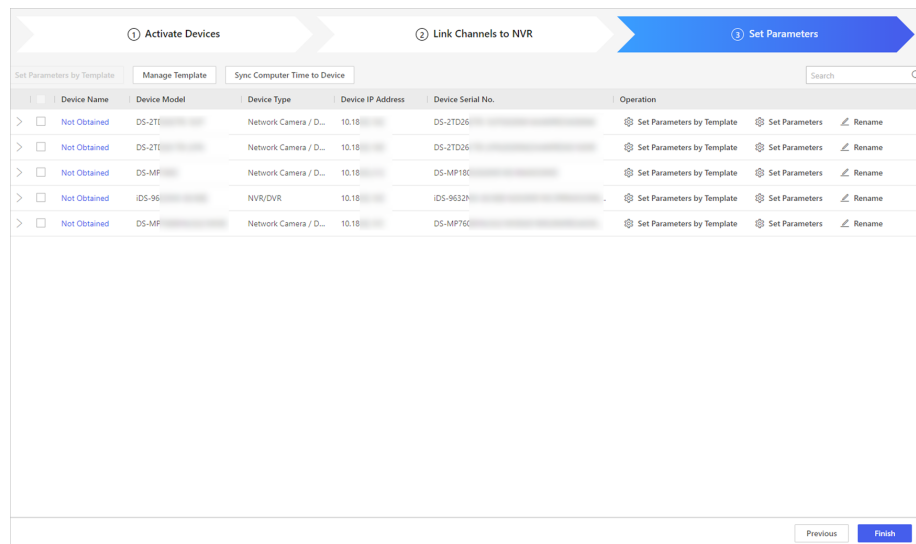 1 Activate Devices
2 Link Channels to NVR
3 Set Parameters
Set Parameters by Template Manage Template Sync Computer Time to Device Search
Device Name Device Model Device Type Device IP Address Device Serial No. Operation
Not Obtained DS-2TD Network Camera / D... 10.18 DS-2TD26 Set Parameters by Template Set Parameters Rename
Not Obtained DS-2TD Network Camera / D... 10.18 DS-2TD26 Set Parameters by Template Set Parameters Rename
Not Obtained DS-MP Network Camera / D... 10.18 DS-MP180 Set Parameters by Template Set Parameters Rename
Not Obtained iDS-96 NVR/DVR 10.18 iDS-9632N Set Parameters by Template Set Parameters Rename
Not Obtained DS-MP Network Camera / D... 10.18 DS-MP760 Set Parameters by Template Set Parameters Rename
Previous Finish